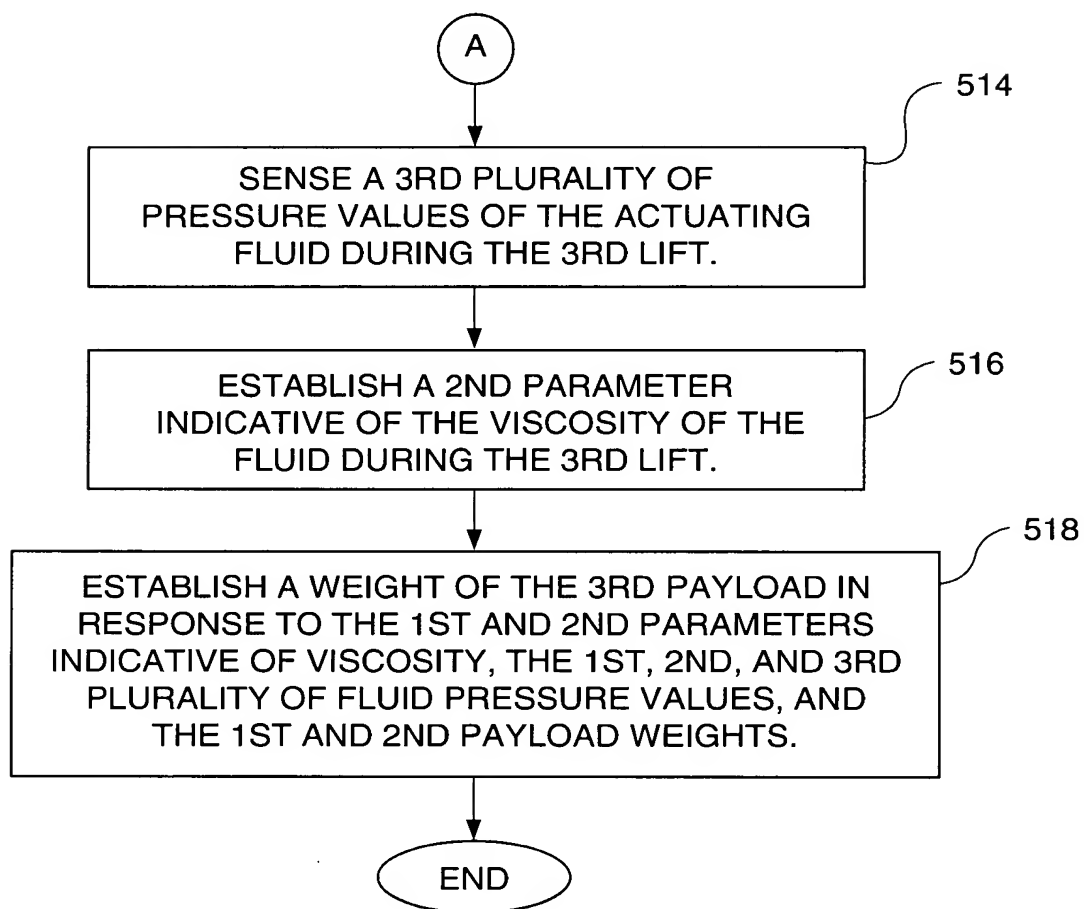 A
514
SENSE A 3RD PLURALITY OF
PRESSURE VALUES OF THE ACTUATING
FLUID DURING THE 3RD LIFT.
516
ESTABLISH A 2ND PARAMETER
INDICATIVE OF THE VISCOSITY OF THE
FLUID DURING THE 3RD LIFT.
518
ESTABLISH A WEIGHT OF THE 3RD PAYLOAD IN
RESPONSE TO THE 1ST AND 2ND PARAMETERS
INDICATIVE OF VISCOSITY, THE 1ST, 2ND, AND 3RD
PLURALITY OF FLUID PRESSURE VALUES, AND
THE 1ST AND 2ND PAYLOAD WEIGHTS.
END